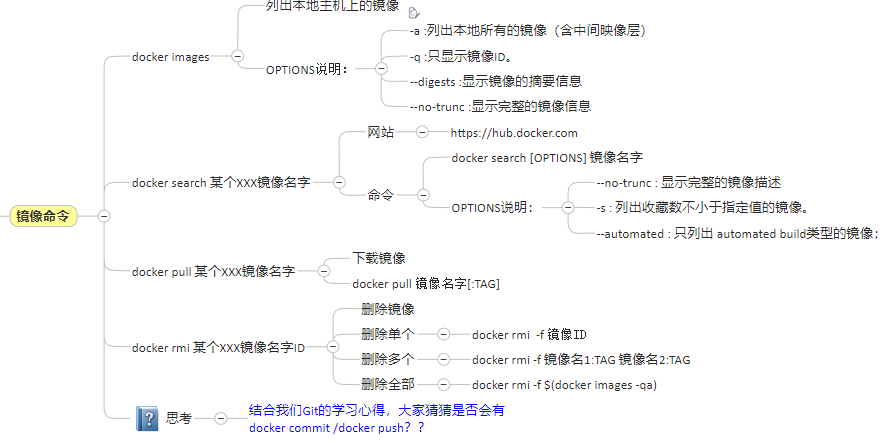 镜像命令
docker images
列出本地主机上的镜像
OPTIONS说明：
-a :列出本地所有的镜像（含中间映像层）
-q :只显示镜像ID。
--digests :显示镜像的摘要信息
--no-trunc :显示完整的镜像信息
docker search 某个XXX镜像名字
网站
https://hub.docker.com
命令
docker search [OPTIONS] 镜像名字
OPTIONS说明：
--no-trunc : 显示完整的镜像描述
-s : 列出收藏数不小于指定值的镜像。
--automated : 只列出 automated build类型的镜像；
docker pull 某个XXX镜像名字
下载镜像
docker pull 镜像名字[:TAG]
docker rmi 某个XXX镜像名字ID
删除镜像
删除单个
docker rmi -f 镜像ID
删除多个
docker rmi -f 镜像名1:TAG 镜像名2:TAG
删除全部
docker rmi -f $(docker images -qa)
思考
结合我们Git的学习心得，大家猜猜是否会有
docker commit /docker push？？